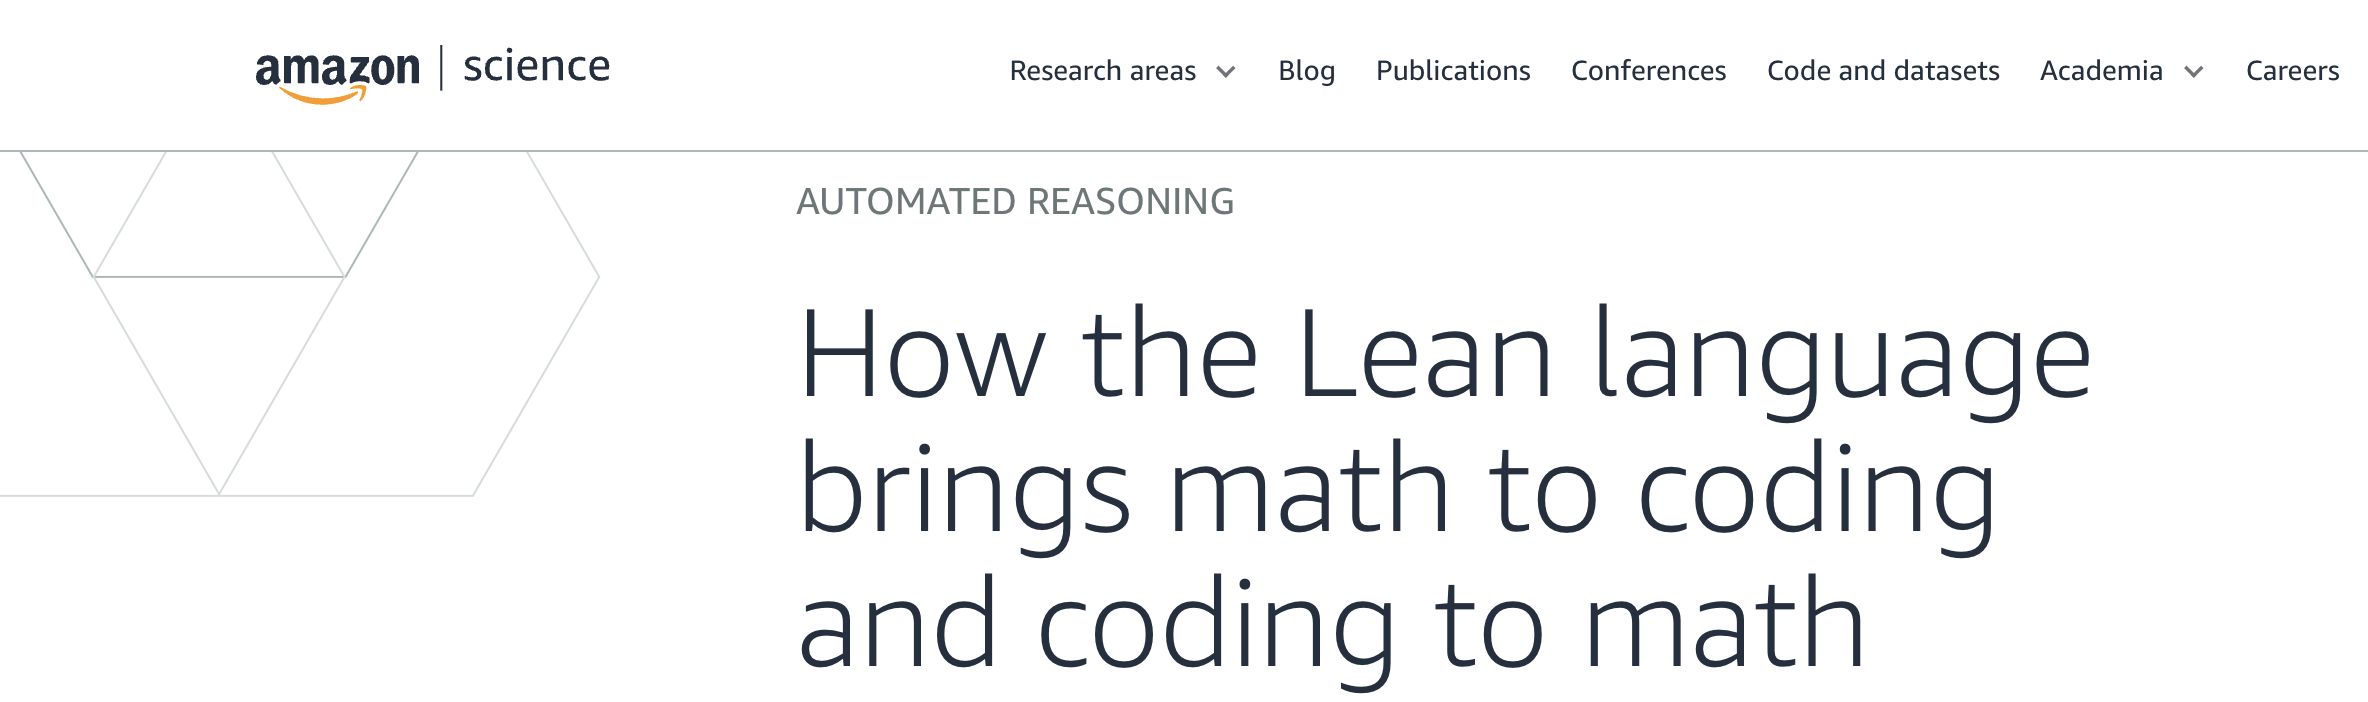 amazon | science
Research areas Blog Publications Conferences Code and datasets Academia Careers
AUTOMATED REASONING
How the Lean language
brings math to coding
and coding to math